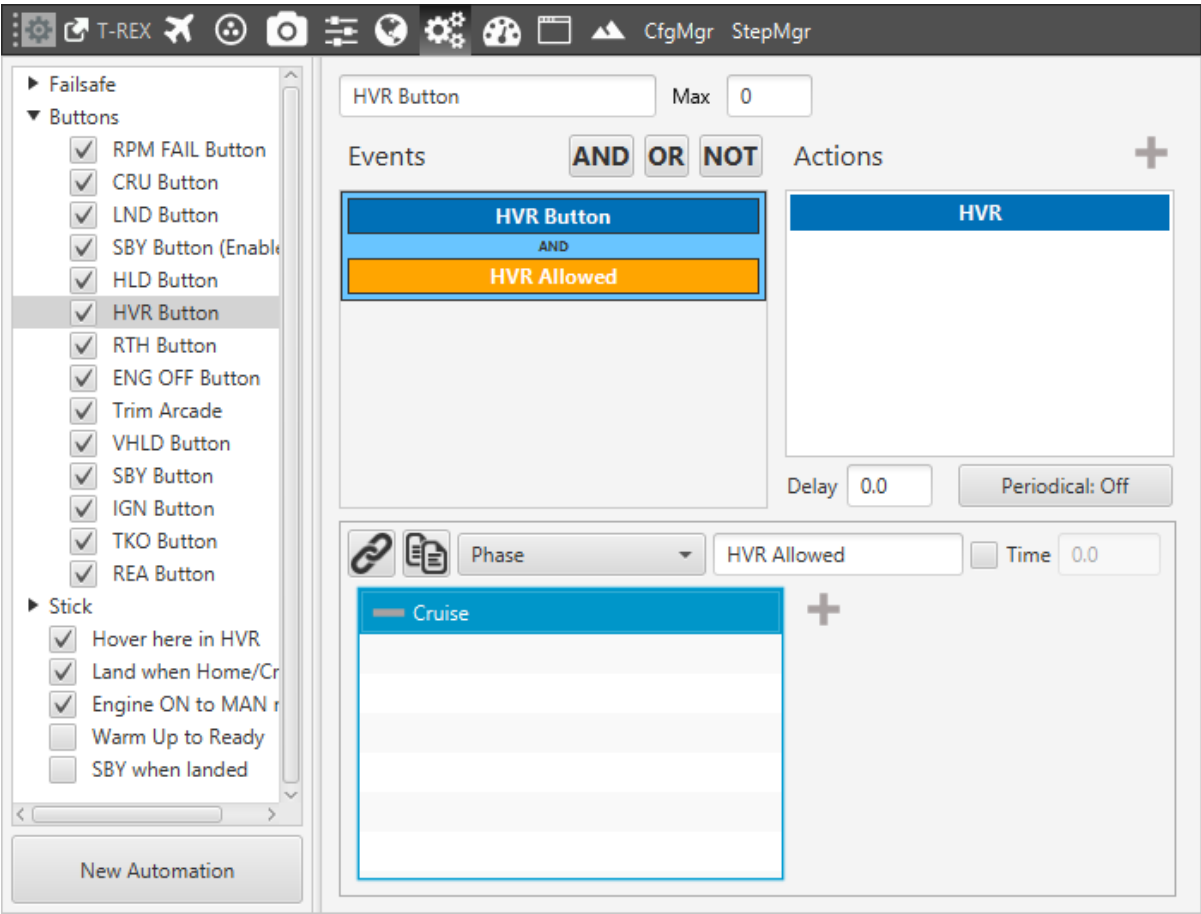 T-REX CfgMgr StepMgr
Failsafe
Buttons
RPM FAIL Button
CRU Button
LND Button
SBY Button (Enable
HLD Button
HVR Button
RTH Button
ENG OFF Button
Trim Arcade
VHLD Button
SBY Button
IGN Button
TKO Button
REA Button
Stick
Hover here in HVR
Land when Home/Cr
Engine ON to MAN r
Warm Up to Ready
SBY when landed
New Automation
HVR Button Max 0
Events AND OR NOT Actions
HVR Button
AND
HVR Allowed
HVR
Delay 0.0 Periodical: Off
Phase HVR Allowed Time 0.0
Cruise